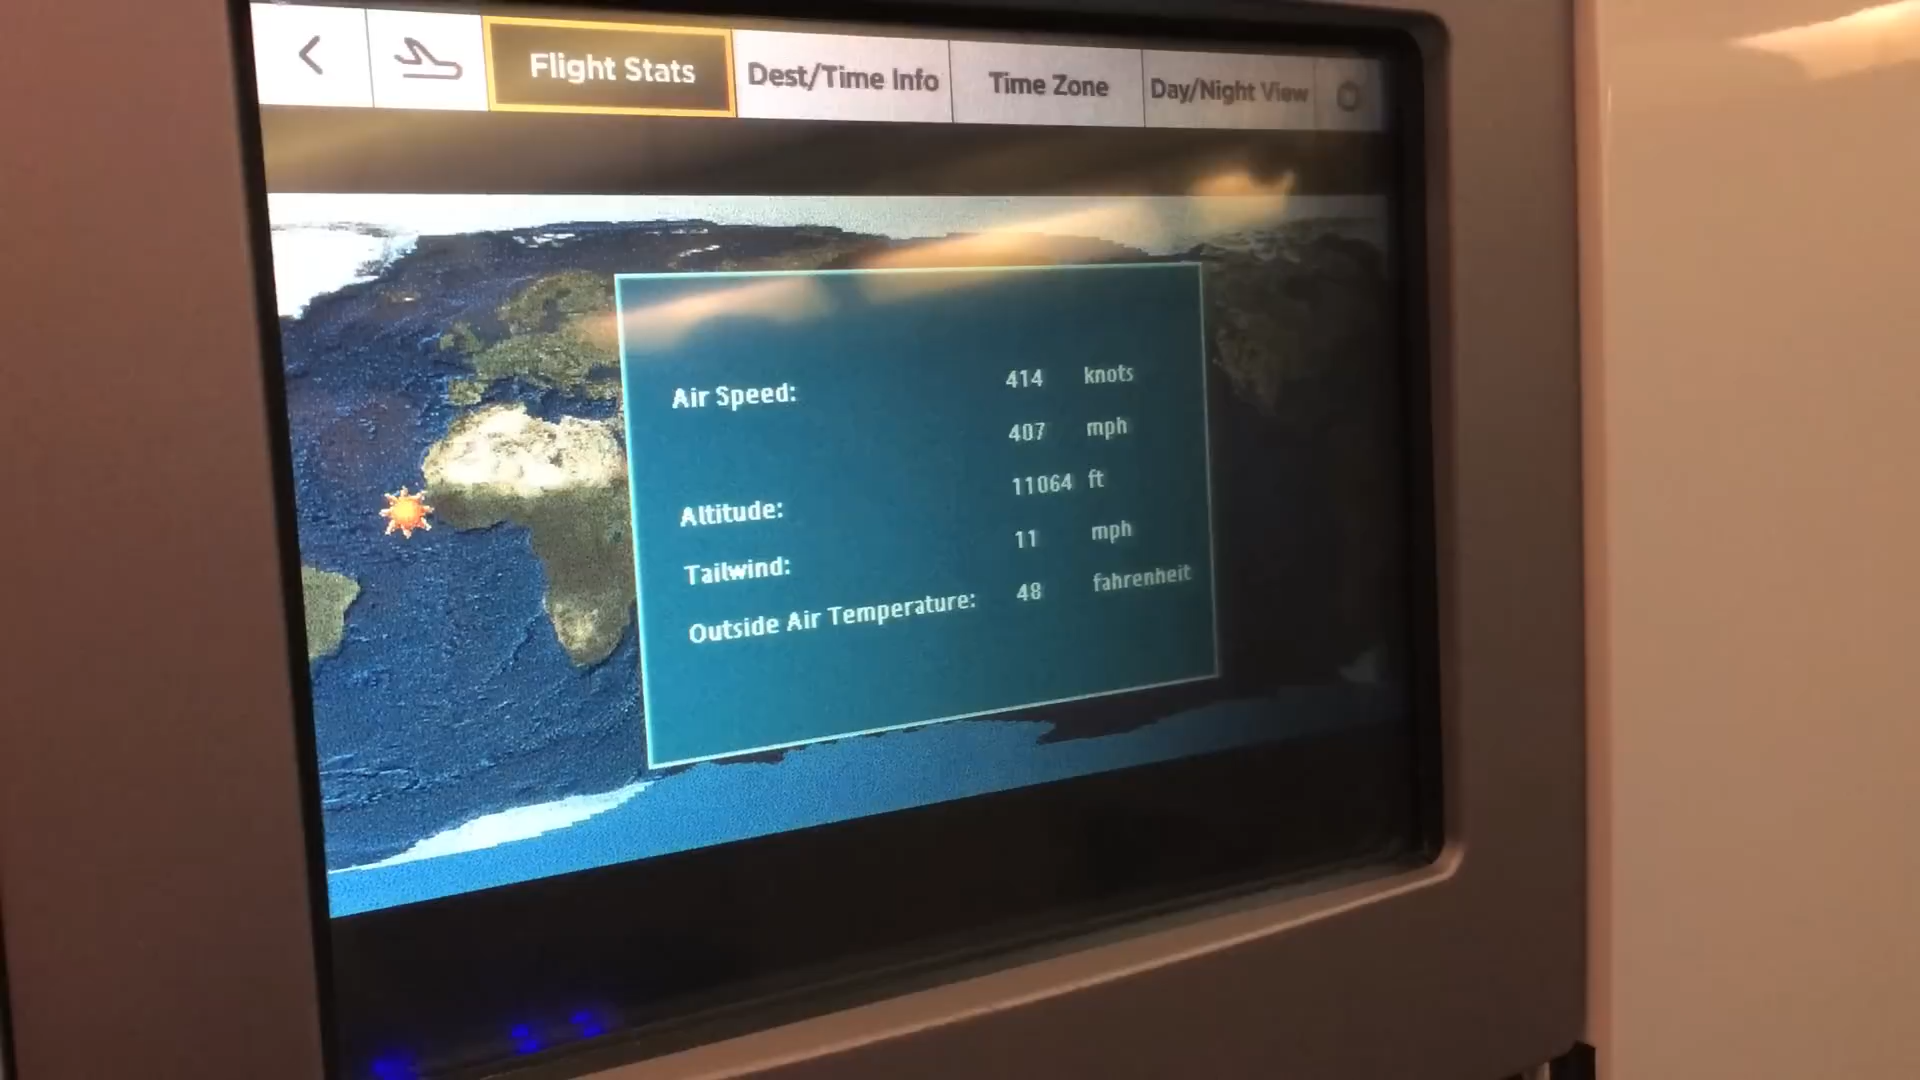 Flight Stats
Dest/Time Info
Time Zone
Day/Night View
Air Speed: 414 knots
407 mph
Altitude: 11064 ft
Tailwind: 11 mph
Outside Air Temperature: 48 fahrenheit